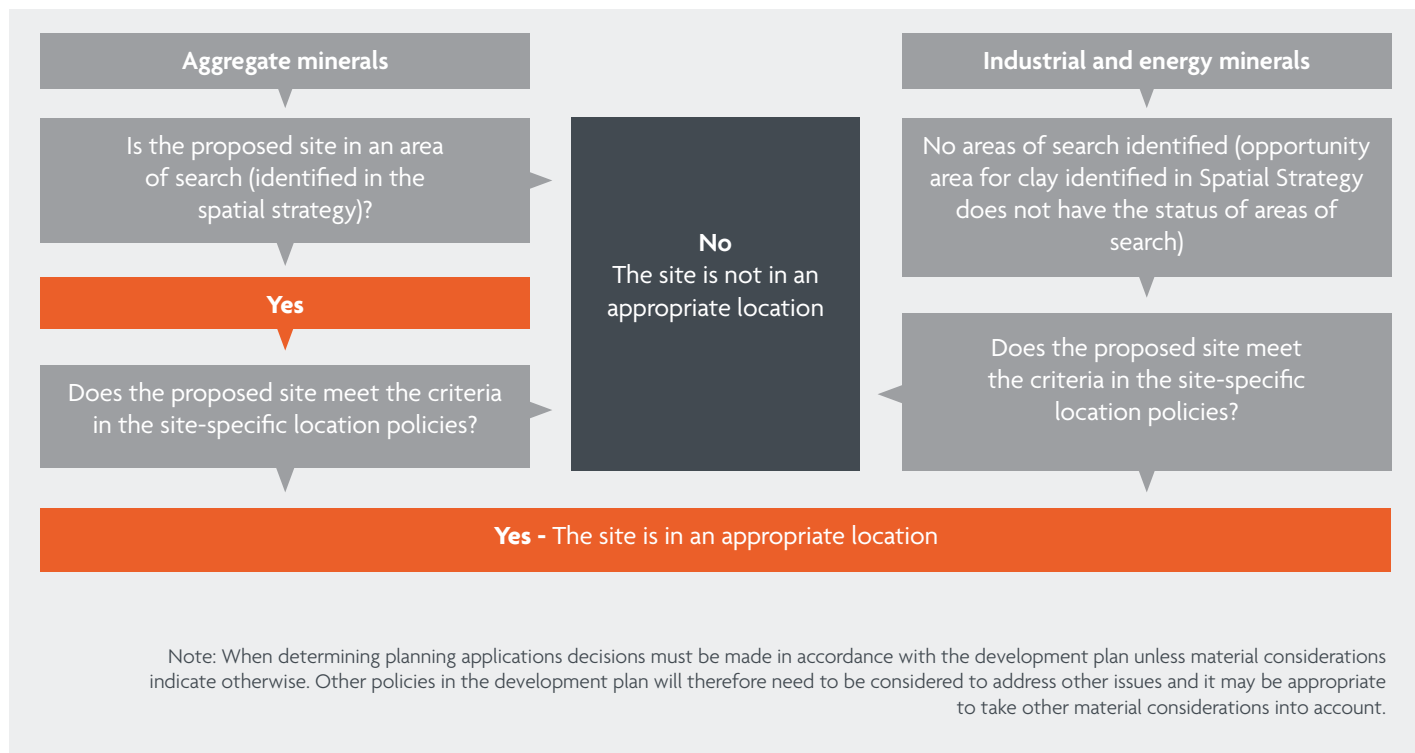 Aggregate minerals
Is the proposed site in an area
of search (identified in the
spatial strategy)?
Yes
Does the proposed site meet the criteria
in the site-specific location policies?
No
The site is not in an
appropriate location
Industrial and energy minerals
No areas of search identified (opportunity
area for clay identified in Spatial Strategy
does not have the status of areas of
search)
Does the proposed site meet
the criteria in the site-specific
location policies?
Yes - The site is in an appropriate location
Note: When determining planning applications decisions must be made in accordance with the development plan unless material considerations
indicate otherwise. Other policies in the development plan will therefore need to be considered to address other issues and it may be appropriate
to take other material considerations into account.